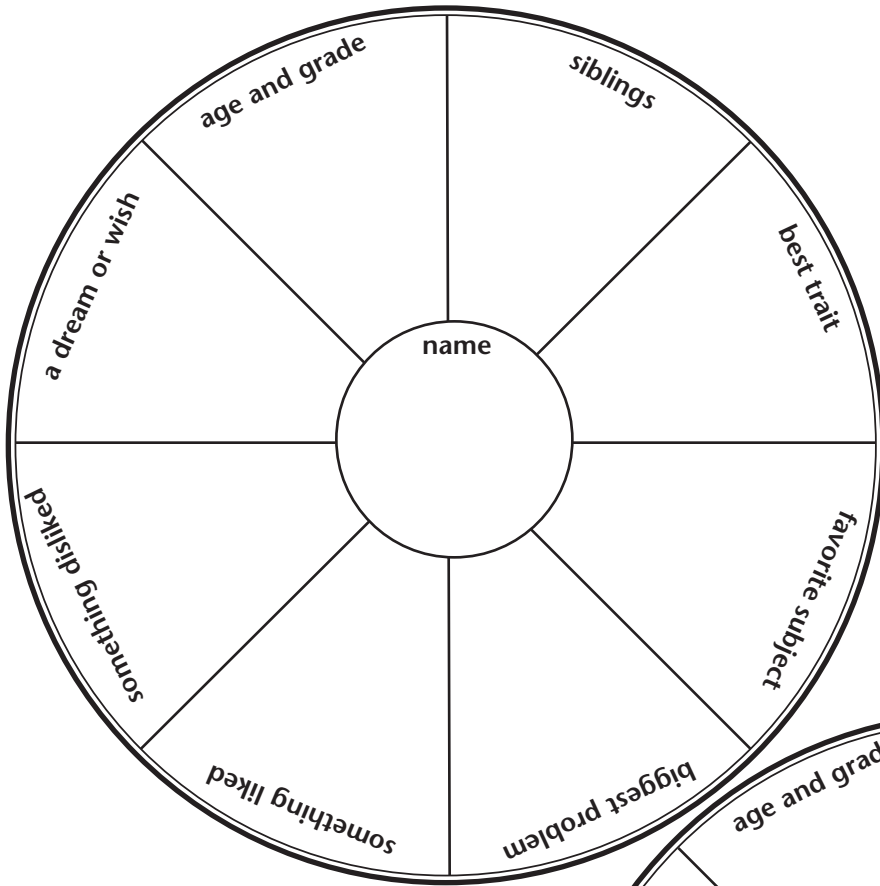 age and grade
siblings
best trait
favorite subject
biggest problem
something liked
something disliked
a dream or wish
name
age and grad